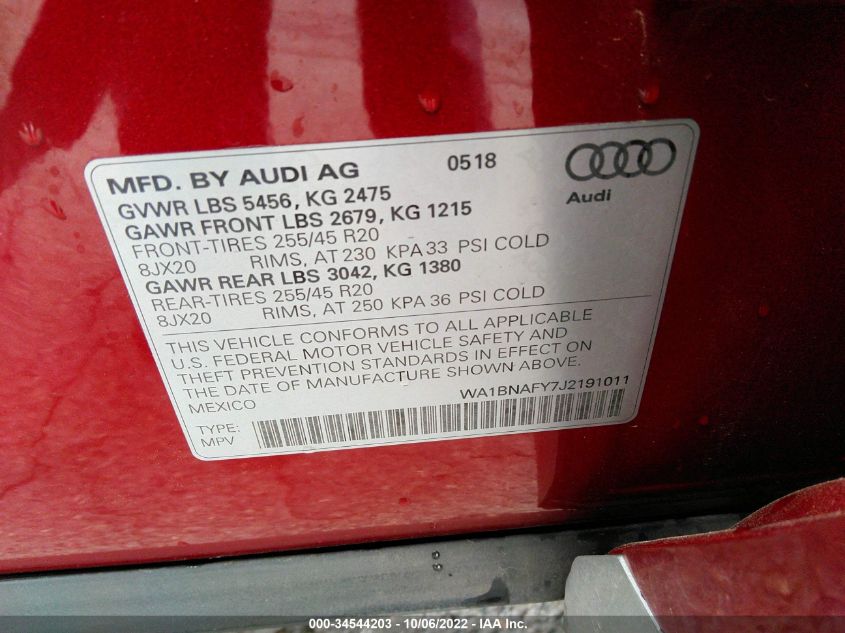 MFD. BY AUDI AG 0518
Audi
GVWR LBS 5456, KG 2475
GAWR FRONT LBS 2679, KG 1215
FRONT-TIRES 255/45 R20
8JX20 RIMS, AT 230 KPA 33 PSI COLD
GAWR REAR LBS 3042, KG 1380
REAR-TIRES 255/45 R20
8JX20 RIMS, AT 250 KPA 36 PSI COLD
THIS VEHICLE CONFORMS TO ALL APPLICABLE
U.S. FEDERAL MOTOR VEHICLE SAFETY AND
THEFT PREVENTION STANDARDS IN EFFECT ON
THE DATE OF MANUFACTURE SHOWN ABOVE.
MEXICO WA1BNAFY7J2191011
TYPE:
MPV
000-34544203 - 10/06/2022 - IAA Inc.